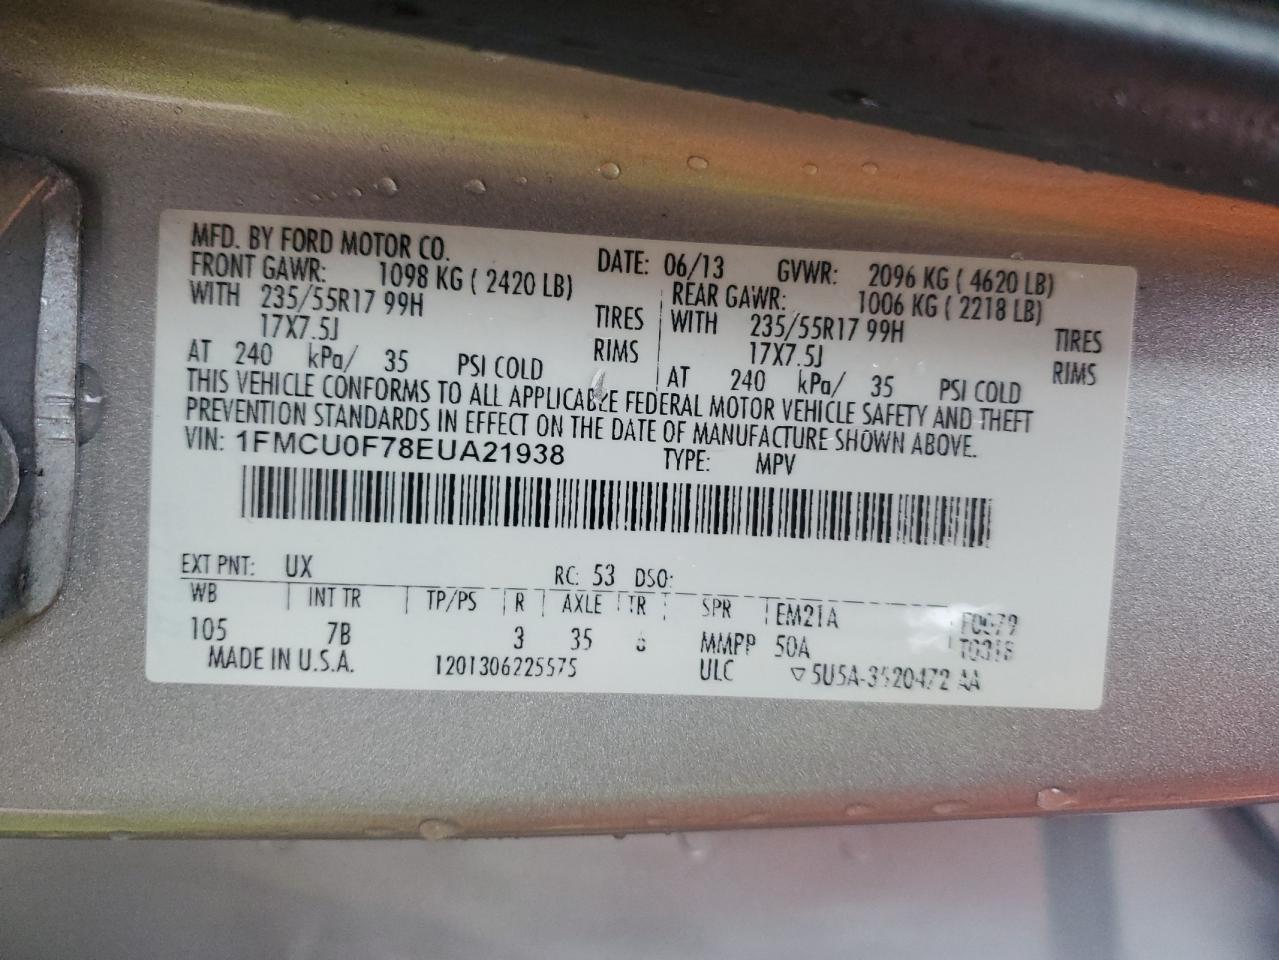 MFD. BY FORD MOTOR CO.
DATE: 06/13 GVWR: 2096 KG ( 4620 LB)
FRONT GAWR: 1098 KG ( 2420 LB) REAR GAWR: 1006 KG ( 2218 LB)
WITH 235/55R17 99H TIRES WITH 235/55R17 99H TIRES
17X7.5J RIMS 17X7.5J RIMS
AT 240 kPa/ 35 PSI COLD AT 240 kPa/ 35 PSI COLD
THIS VEHICLE CONFORMS TO ALL APPLICABLE FEDERAL MOTOR VEHICLE SAFETY AND THEFT
PREVENTION STANDARDS IN EFFECT ON THE DATE OF MANUFACTURE SHOWN ABOVE.
VIN: 1FMCU0F78EUA21938 TYPE: MPV
EXT PNT: UX RC: 53 DSO:
WB INT TR TP/PS R AXLE TR SPR EM21A
105 7B 3 35 MMPP 50A
MADE IN U.S.A. 1201306225575 ULC